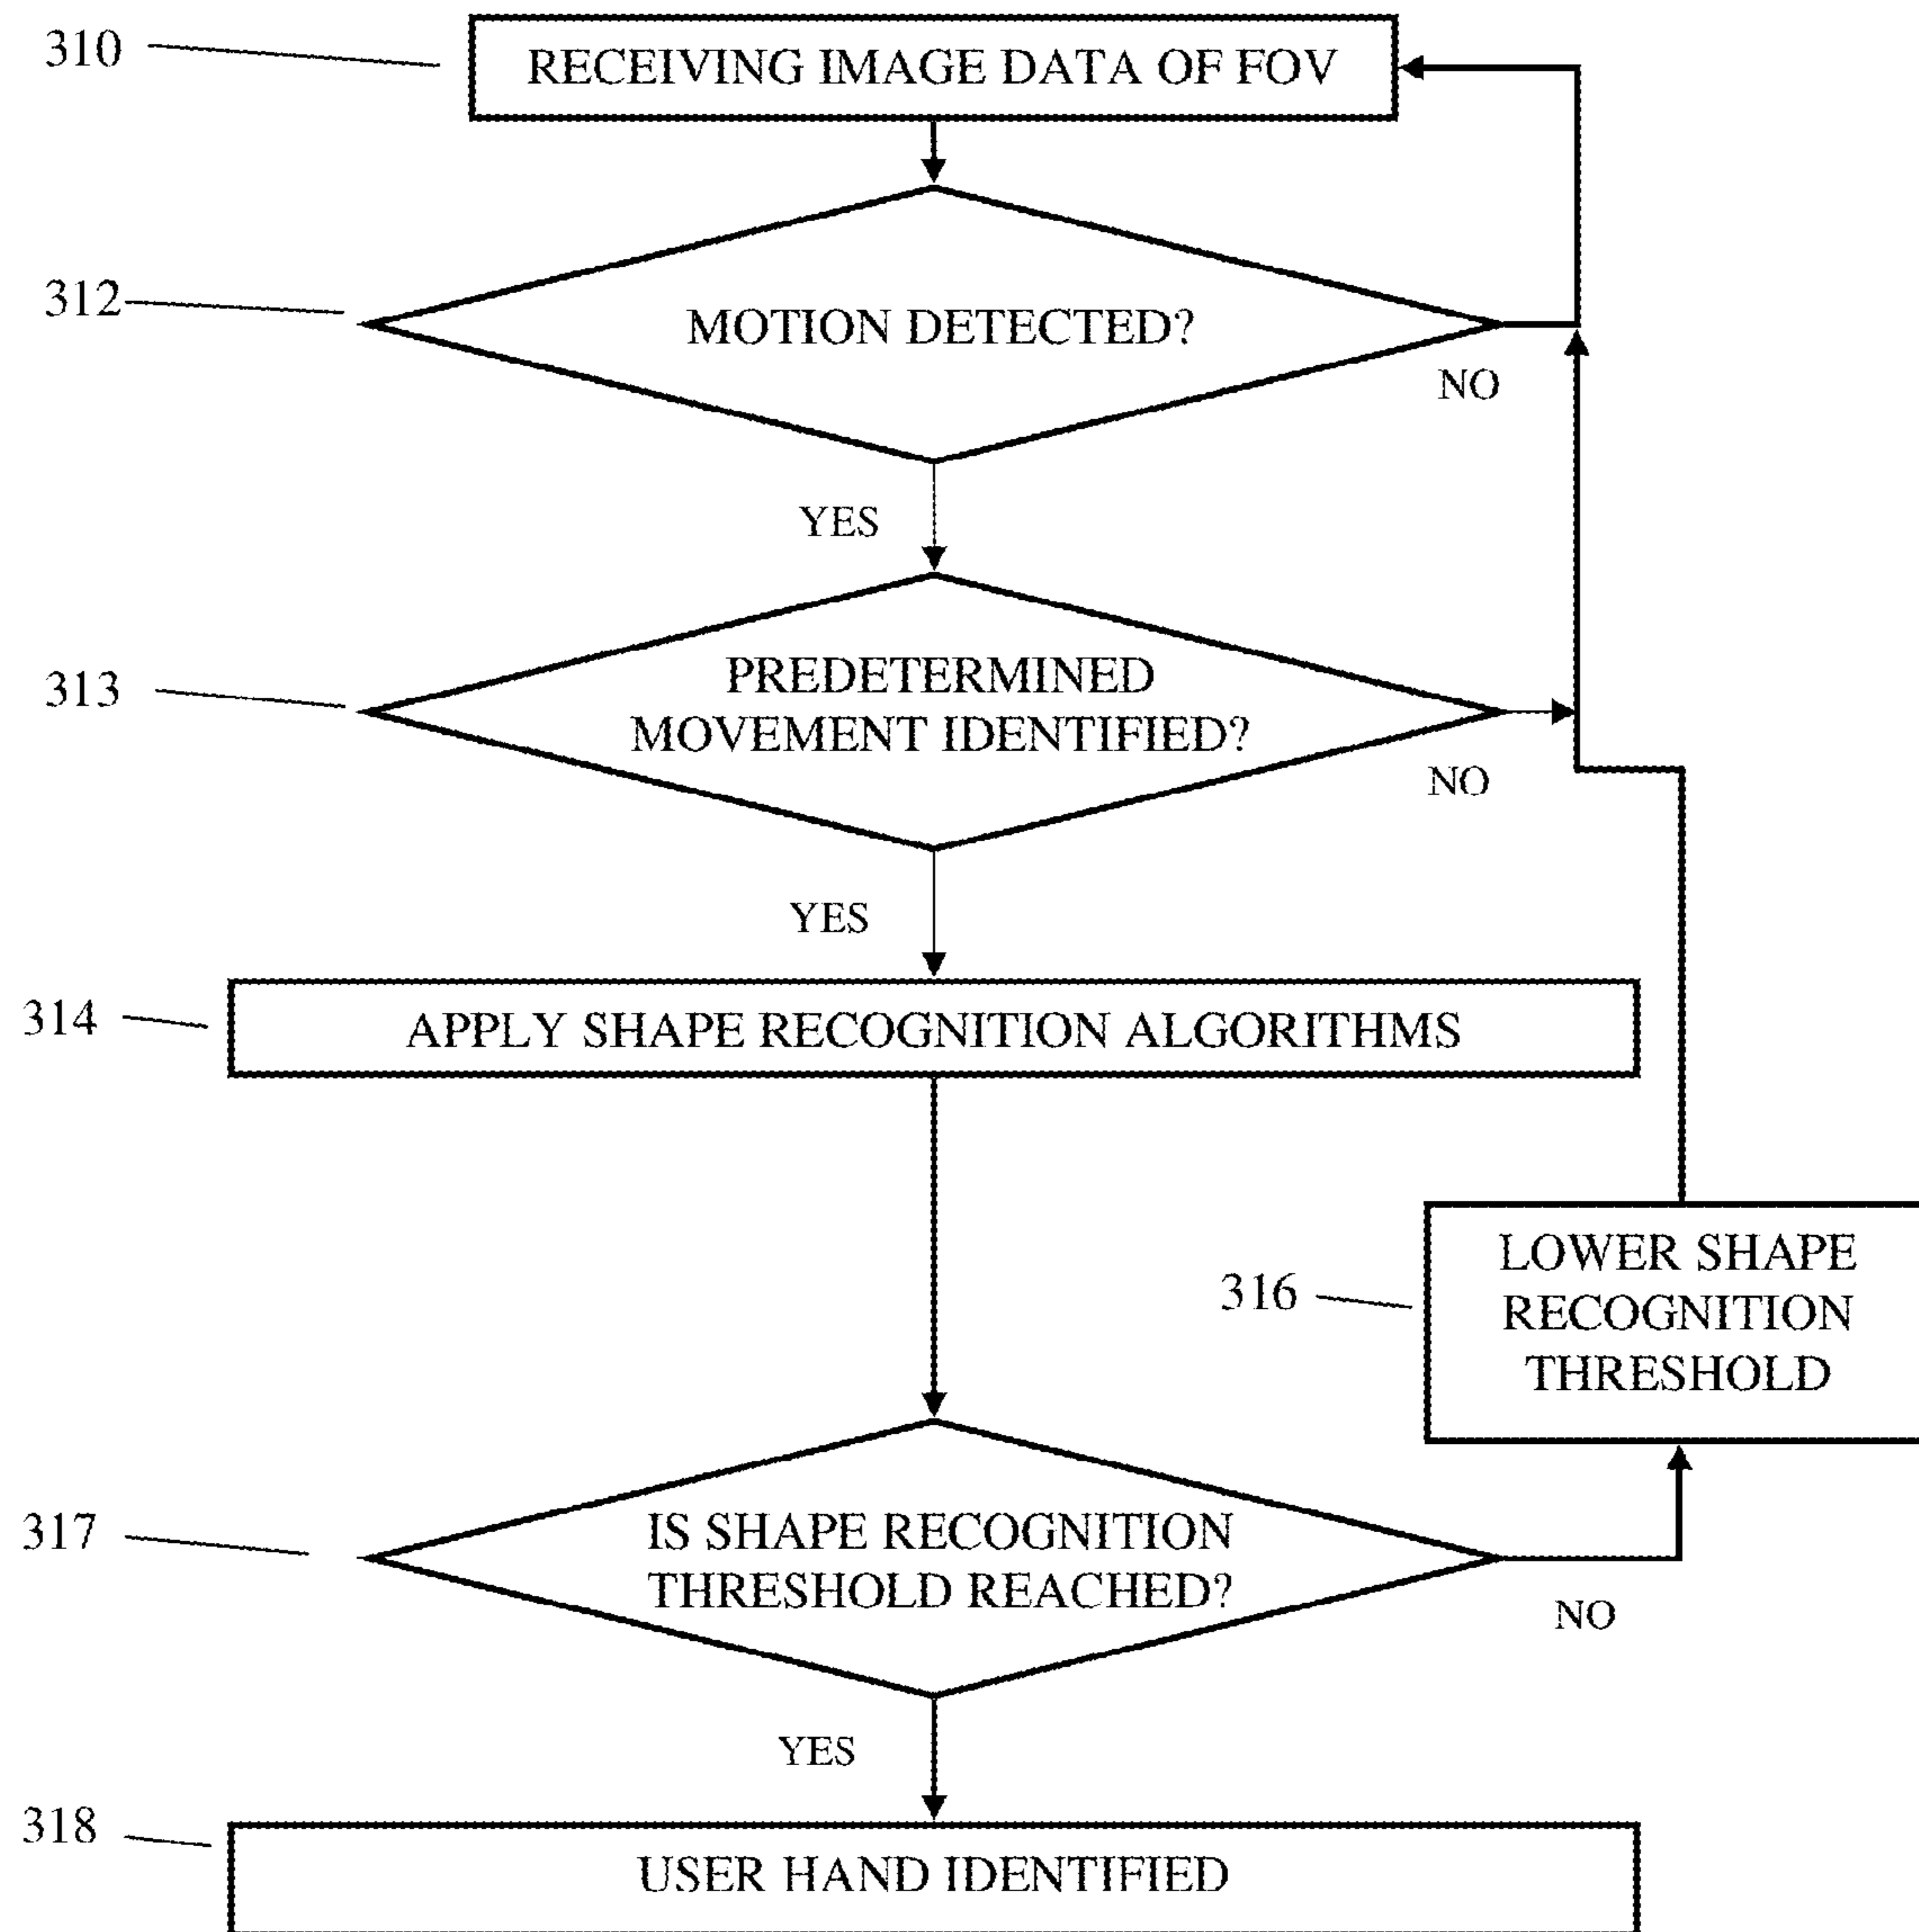 310
RECEIVING IMAGE DATA OF FOV
312
MOTION DETECTED?
NO
YES
313
PREDETERMINED
MOVEMENT IDENTIFIED?
NO
YES
314
APPLY SHAPE RECOGNITION ALGORITHMS
316
LOWER SHAPE
RECOGNITION
THRESHOLD
317
IS SHAPE RECOGNITION
THRESHOLD REACHED?
NO
YES
318
USER HAND IDENTIFIED